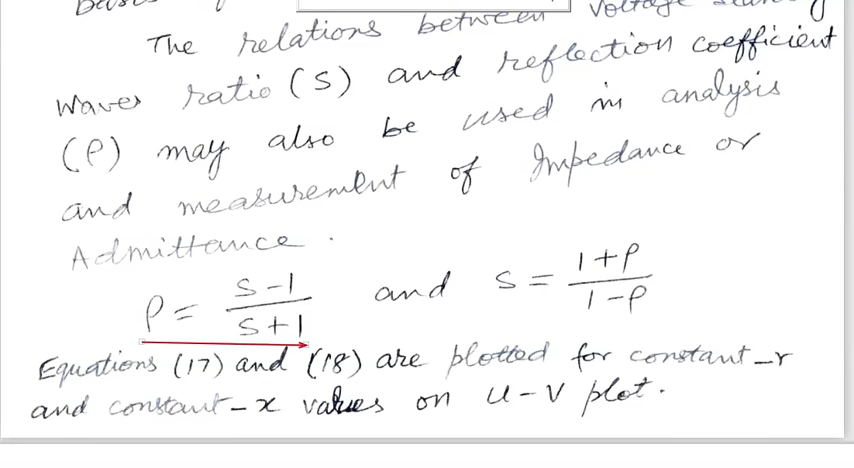 The relations between Voltage
Waves ratio (S) and reflection coefficient
(ρ) may also be used in analysis
and measurement of Impedance or
Admittance.
ρ = (s-1)/(s+1) and s = (1+ρ)/(1-ρ)
Equations (17) and (18) are plotted for constant-r
and constant-x values on u-v plot.